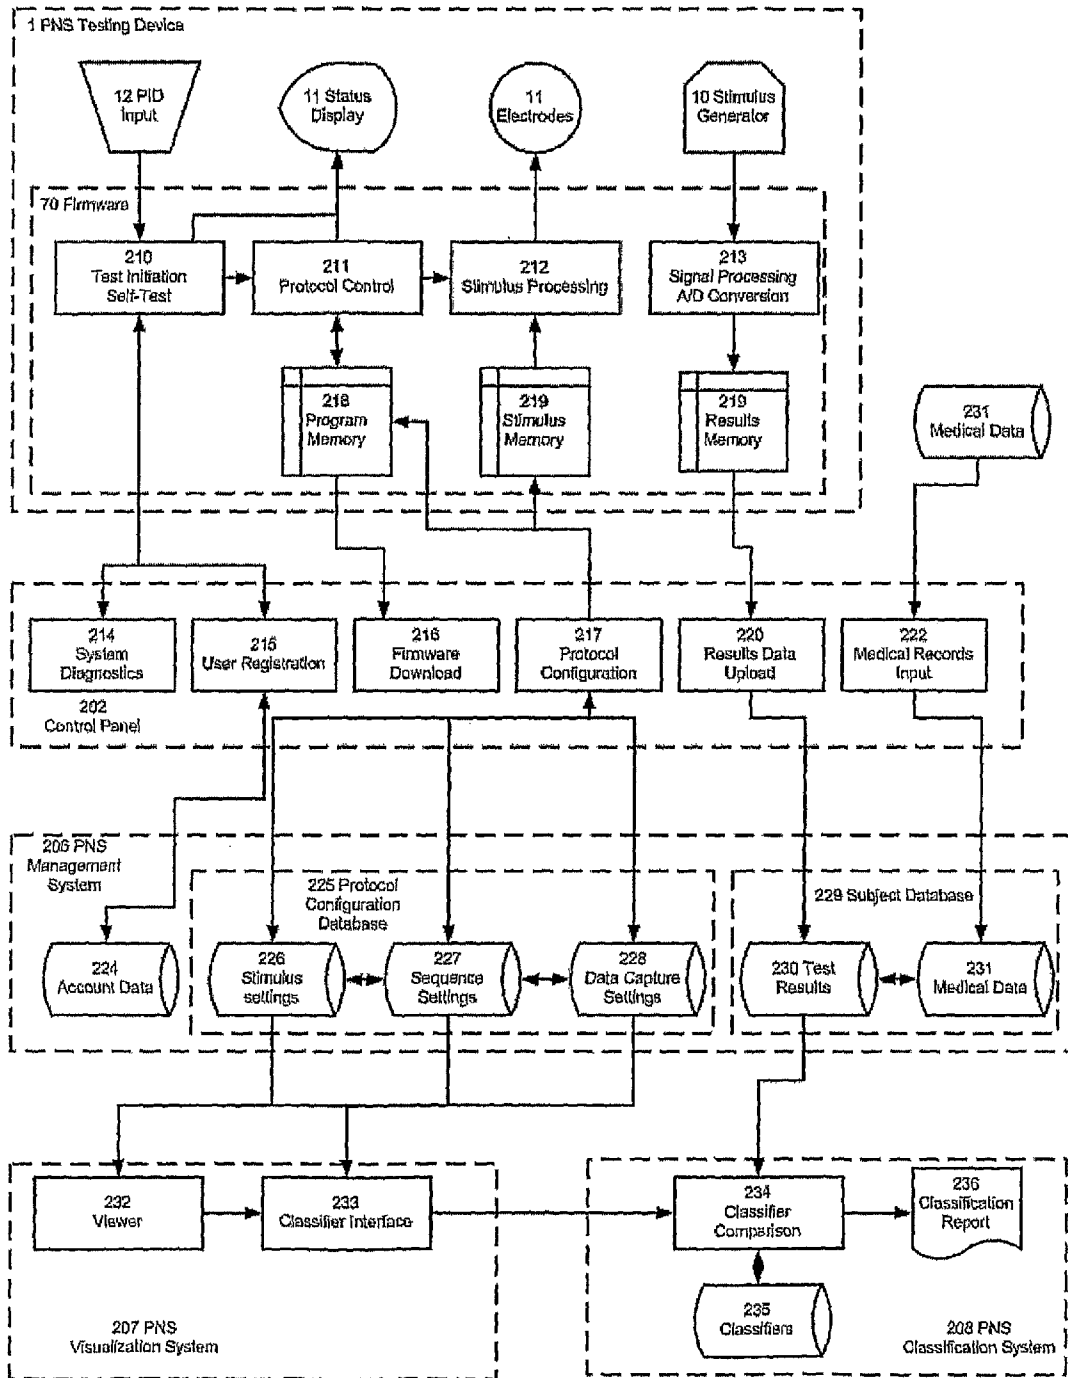 1 PNS Testing Device
12 PID
Input
11 Status
Display
11
Electrodes
10 Stimulus
Generator
70 Firmware
210
Test Initiation
Self-Test
211
Protocol Control
212
Stimulus Processing
213
Signal Processing
A/D Conversion
218
Program
Memory
219
Stimulus
Memory
219
Results
Memory
231
Medical Data
214
System
Diagnostics
215
User Registration
216
Firmware
Download
217
Protocol
Configuration
220
Results Data
Upload
222
Medical Records
Input
202
Control Panel
206 PNS
Management
System
225 Protocol
Configuration
Database
229 Subject Database
224
Account Data
226
Stimulus
settings
227
Sequence
Settings
228
Data Capture
Settings
230 Test
Results
231
Medical Data
232
Viewer
233
Classifier Interface
234
Classifier
Comparison
236
Classification
Report
235
Classifiers
207 PNS
Visualization System
208 PNS
Classification System